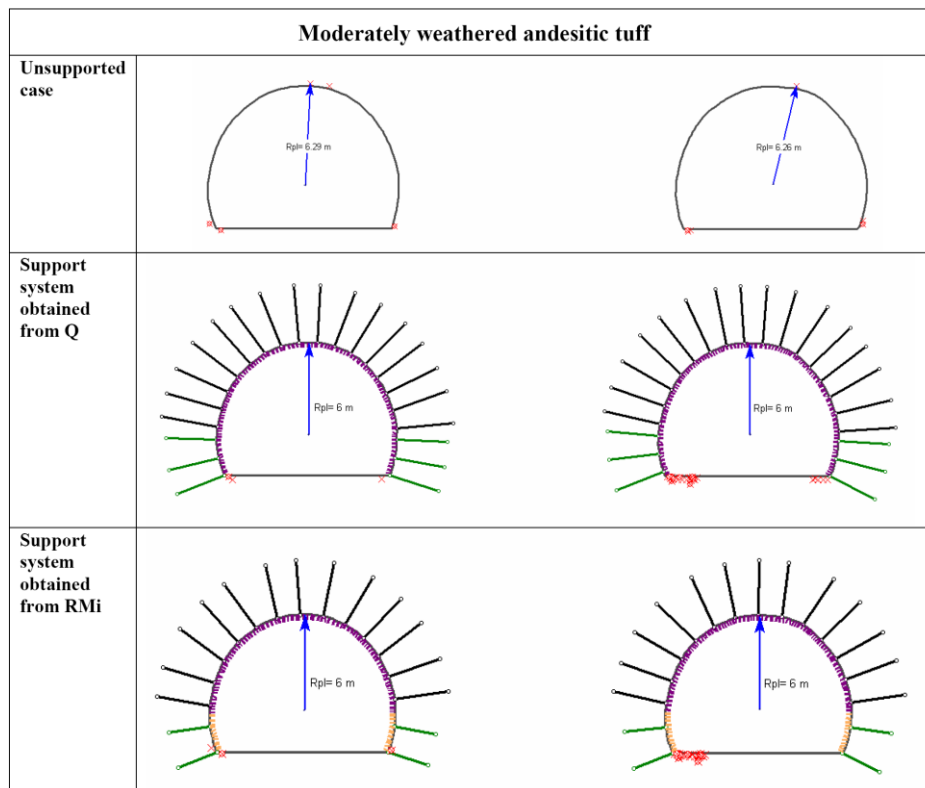 Moderately weathered andesitic tuff
Unsupported
case
Rpl= 6.29 m
Rpl= 6.26 m
Support
system
obtained
from Q
Rpl= 6 m
Rpl= 6 m
Support
system
obtained
from RMi
Rpl= 6 m
Rpl= 6 m